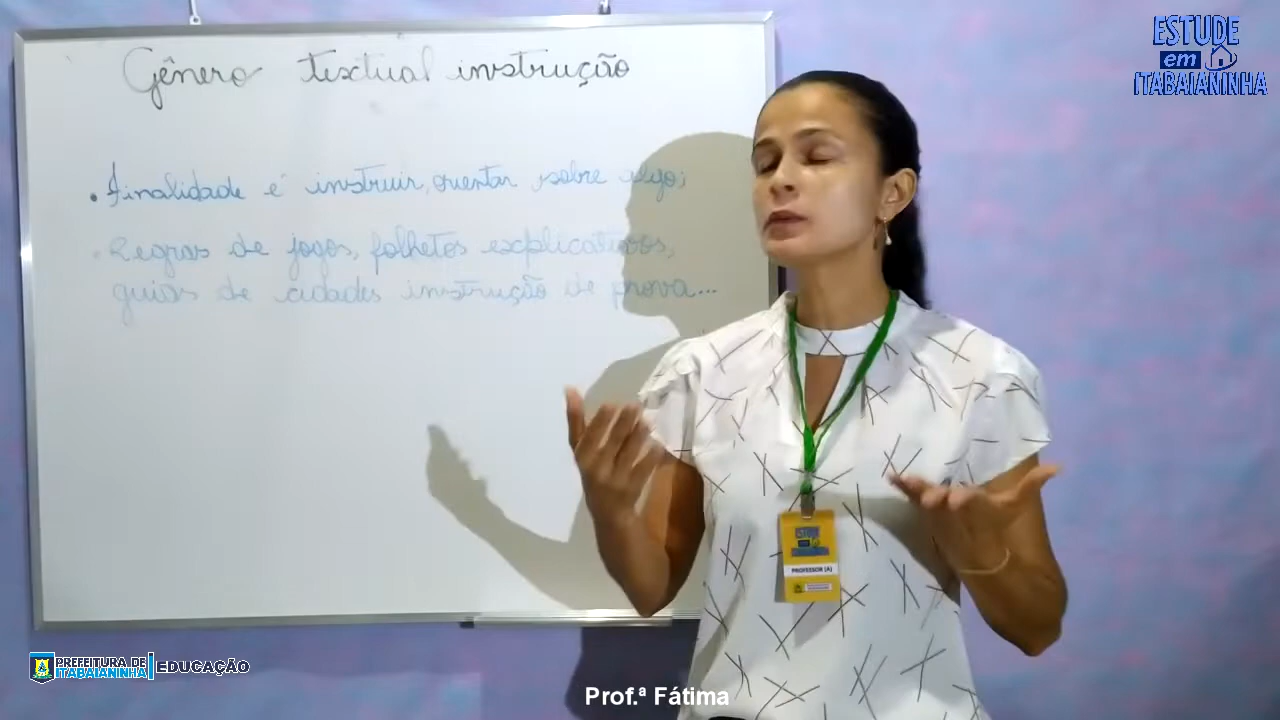 Gênero textual instrução
. Finalidade é instruir, orientar sobre algo;
. Regras de jogos, folhetos explicativos,
guias de cidades instrução de prova...
ESTUDE
em
ITABAIANINHA
PROFESSOR (A)
PREFEITURA DE
ITABAIANINHA
EDUCAÇÃO
Prof.ª Fátima